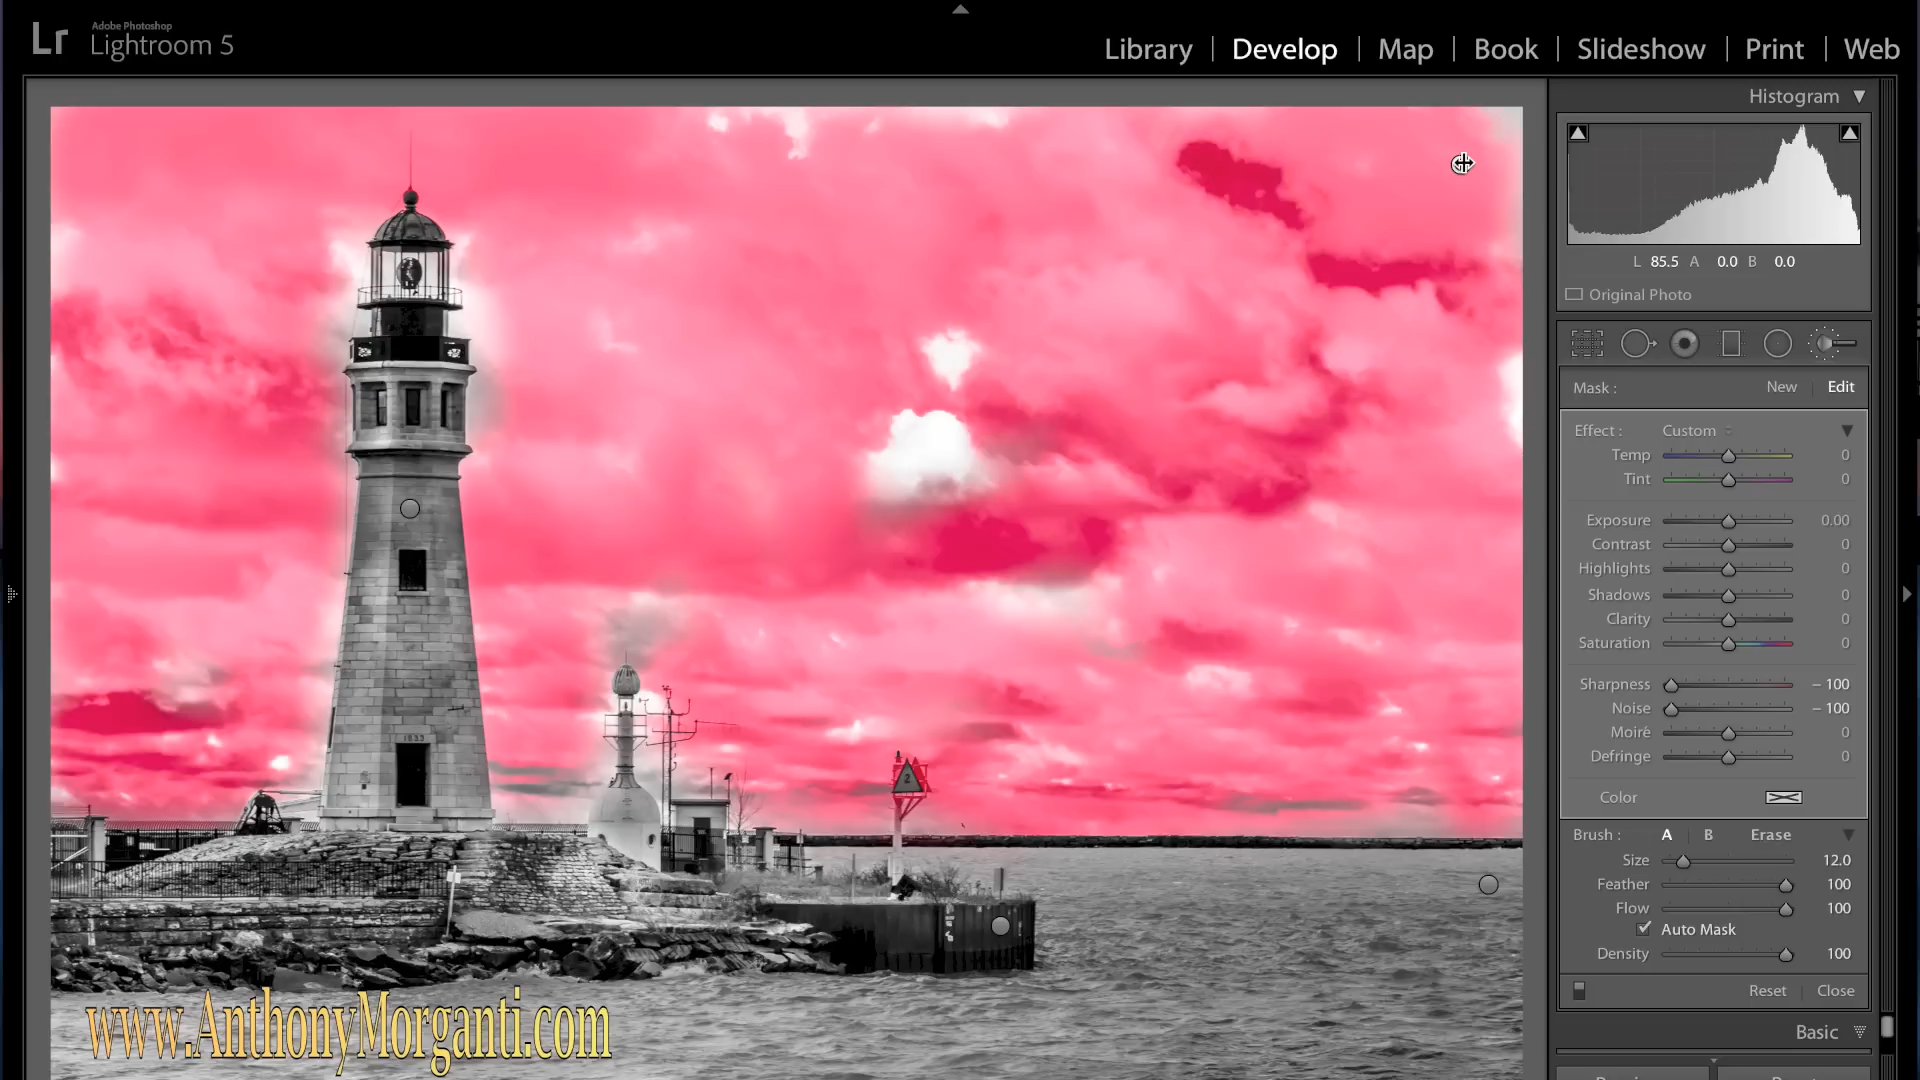 Lr Adobe Photoshop
Lightroom 5
Library | Develop | Map | Book | Slideshow | Print | Web
Histogram
L 85.5 A 0.0 B 0.0
Original Photo
Mask : New Edit
Effect : Custom
Temp 0
Tint 0
Exposure 0.00
Contrast 0
Highlights 0
Shadows 0
Clarity 0
Saturation 0
Sharpness – 100
Noise – 100
Moiré 0
Defringe 0
Color
Brush : A B Erase
Size 12.0
Feather 100
Flow 100
Auto Mask
Density 100
Reset Close
Basic
1833
2
www.AnthonyMorganti.com